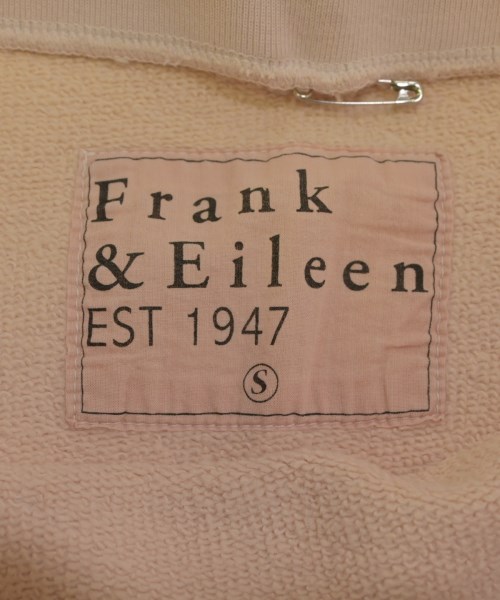 Frank
& Eileen
EST 1947
S